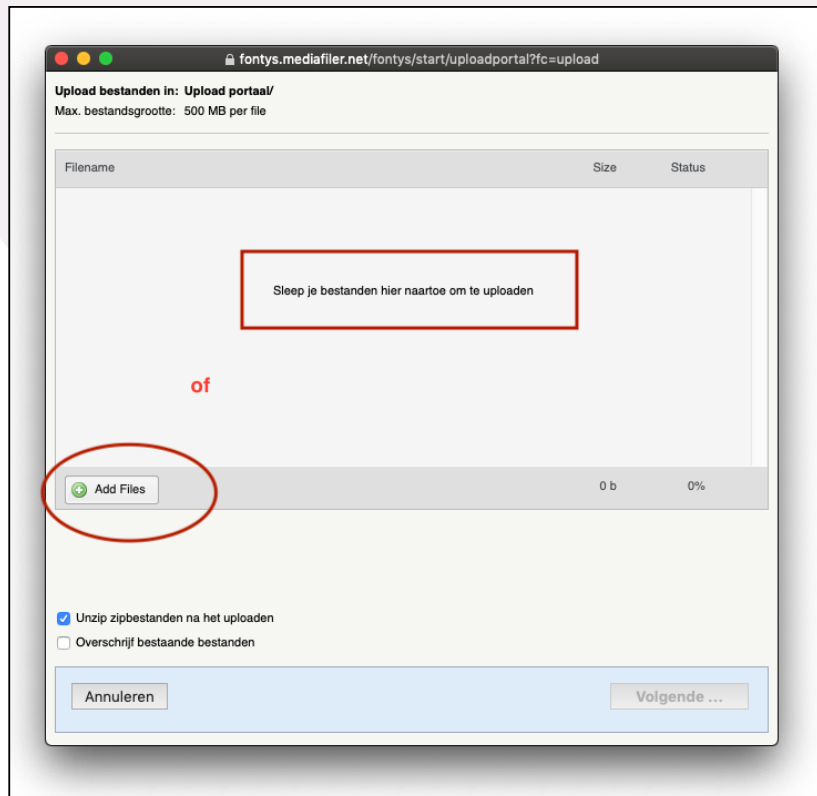 fontys.mediafiler.net/fontys/start/uploadportal?fc=upload
Upload bestanden in: Upload portaal/
Max. bestandsgrootte: 500 MB per file
Filename Size Status
Sleep je bestanden hier naartoe om te uploaden
of
Add Files 0 b 0%
Unzip zipbestanden na het uploaden
Overschrijf bestaande bestanden
Annuleren Volgende ...